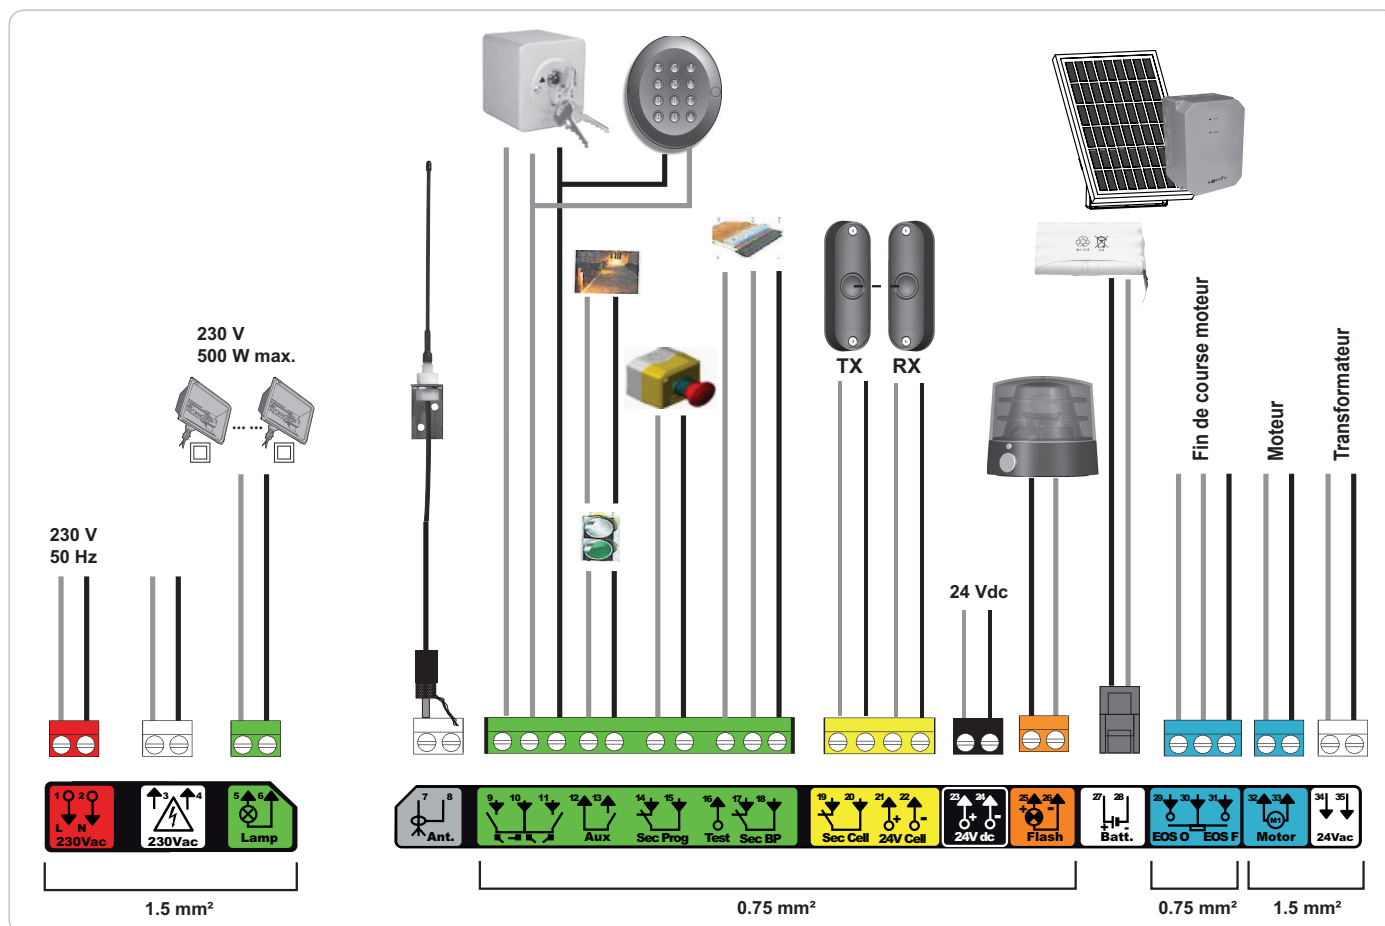 230 V
500 W max.
... ...
230 V
50 Hz
TX RX
24 Vdc
Fin de course moteur
Moteur
Transformateur
somfy
NI-Cd
1 2
L N
230Vac
3 4
230Vac
5 6
Lamp
7 8
Ant.
9 10 11
12 13
Aux
14 15
Sec Prog
16
Test
17 18
Sec BP
19 20
Sec Cell
21 22
+ -
24V Cell
23 24
+ -
24V dc
25 26
+ -
Flash
27 28
+ -
Batt.
29 30 31
EOS O EOS F
32 33
M1
Motor
34 35
24Vac
1.5 mm²
0.75 mm²
0.75 mm²
1.5 mm²